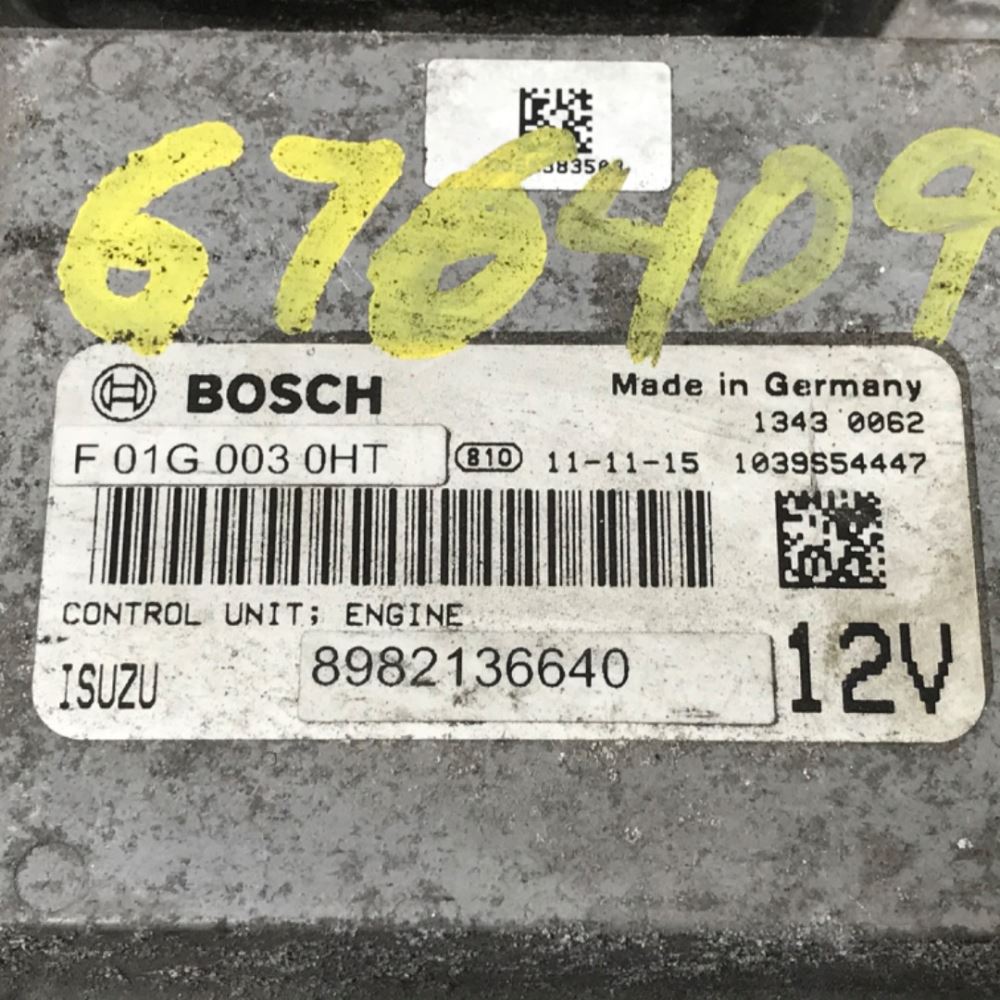 676409
BOSCH Made in Germany
1343 0062
F 01G 003 0HT 810 11-11-15 1039S54447
CONTROL UNIT; ENGINE
ISUZU 8982136640 12V